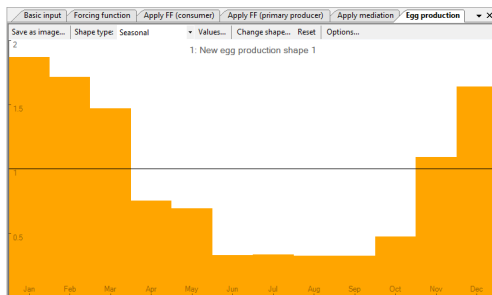 Basic input Forcing function Apply FF (consumer) Apply FF (primary producer) Apply mediation Egg production
Save as image... Shape type: Seasonal Values... Change shape... Reset Options...
2
1: New egg production shape 1
1.5
1
0.5
Jan Feb Mar Apr May Jun Jul Aug Sep Oct Nov Dec